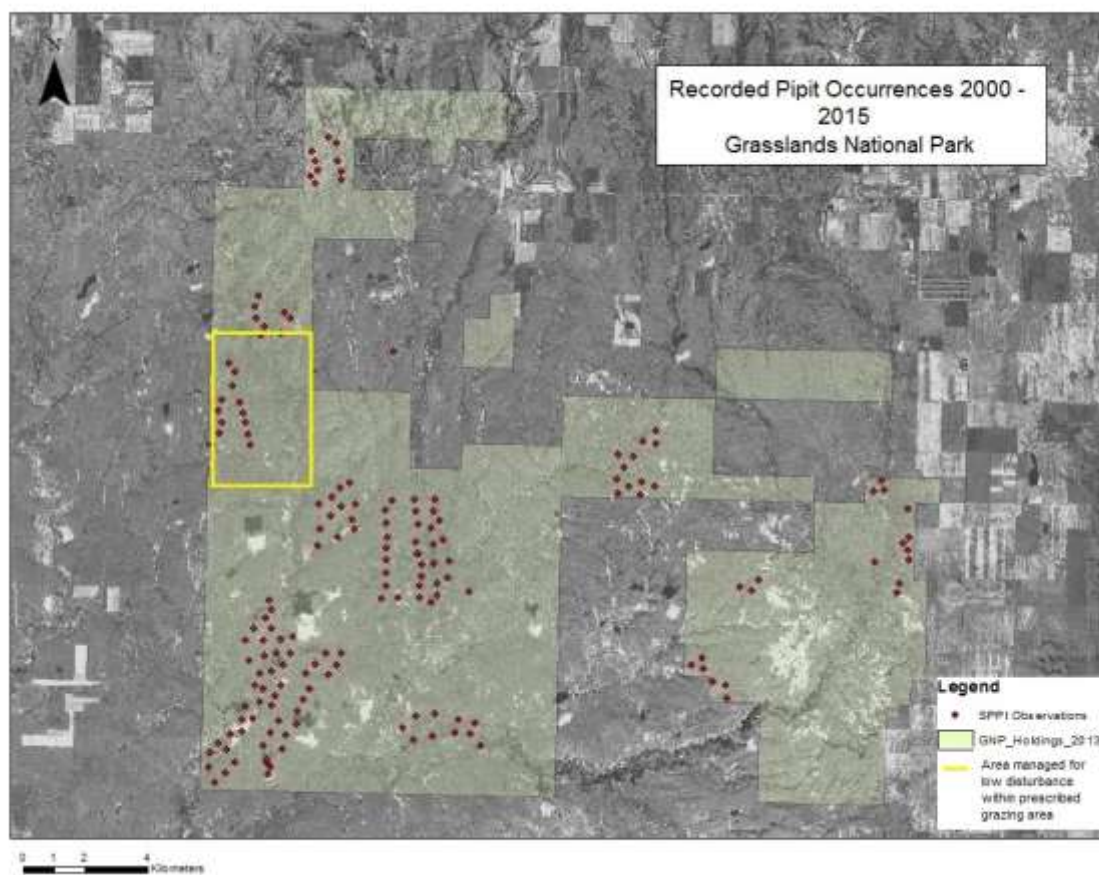 Recorded Pipit Occurrences 2000 -
2015
Grasslands National Park
N
Legend
SPPI Observations
GNP_Holdings_2013
Area managed for
low disturbance
within prescribed
grazing area
0 1 2 4
Kilometers